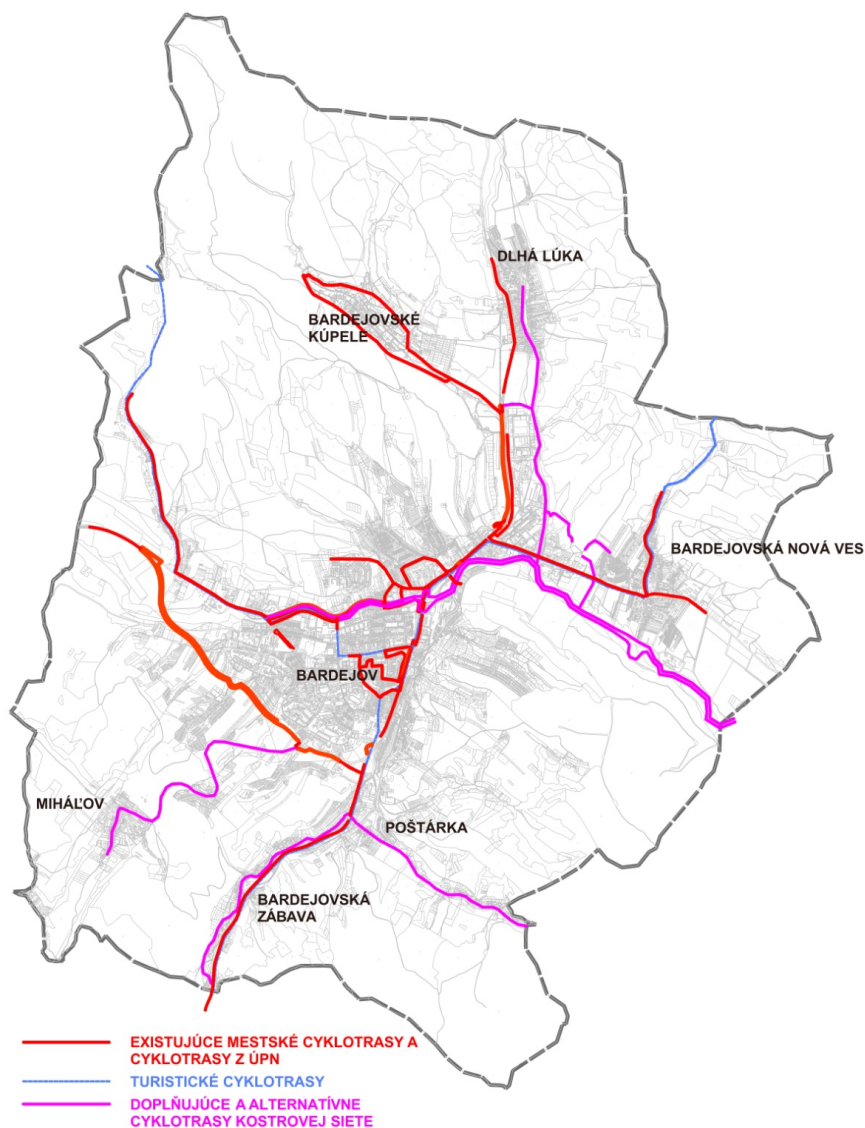 DLHÁ LÚKA
BARDEJOVSKÉ
KÚPELE
BARDEJOVSKÁ NOVÁ VES
BARDEJOV
MIHÁĽOV
POŠTÁRKA
BARDEJOVSKÁ
ZÁBAVA
EXISTUJÚCE MESTSKÉ CYKLOTRASY A
CYKLOTRASY Z ÚPN
TURISTICKÉ CYKLOTRASY
DOPLŇUJÚCE A ALTERNATÍVNE
CYKLOTRASY KOSTROVEJ SIETE